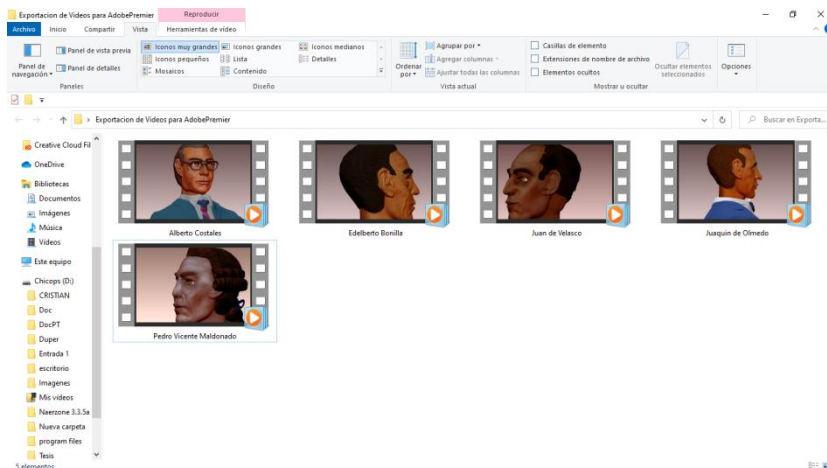 Exportacion de Videos para AdobePremier
Reproducir
Archivo Inicio Compartir Vista Herramientas de vídeo
Panel de navegación
Panel de vista previa
Panel de detalles
Paneles
Iconos muy grandes Iconos grandes Iconos medianos
Iconos pequeños Lista Detalles
Mosaicos Contenido
Diseño
Ordenar por
Agrupar por
Agregar columnas
Ajustar todas las columnas
Vista actual
Casillas de elemento
Extensiones de nombre de archivo
Elementos ocultos
Ocultar elementos seleccionados
Mostrar u ocultar
Opciones
Exportacion de Videos para AdobePremier
Buscar en Exporta...
Creative Cloud Fil
OneDrive
Bibliotecas
Documentos
Imágenes
Música
Vídeos
Este equipo
Chicops (D:)
CRISTIAN
Doc
DocPT
Duper
Entrada 1
escritorio
Imagenes
Mis vídeos
Naerzone 3.3.5a
Nueva carpeta
program files
Tesis
Alberto Costales
Edelberto Bonilla
Juan de Velasco
Juaquin de Olmedo
Pedro Vicente Maldonado
5 elementos